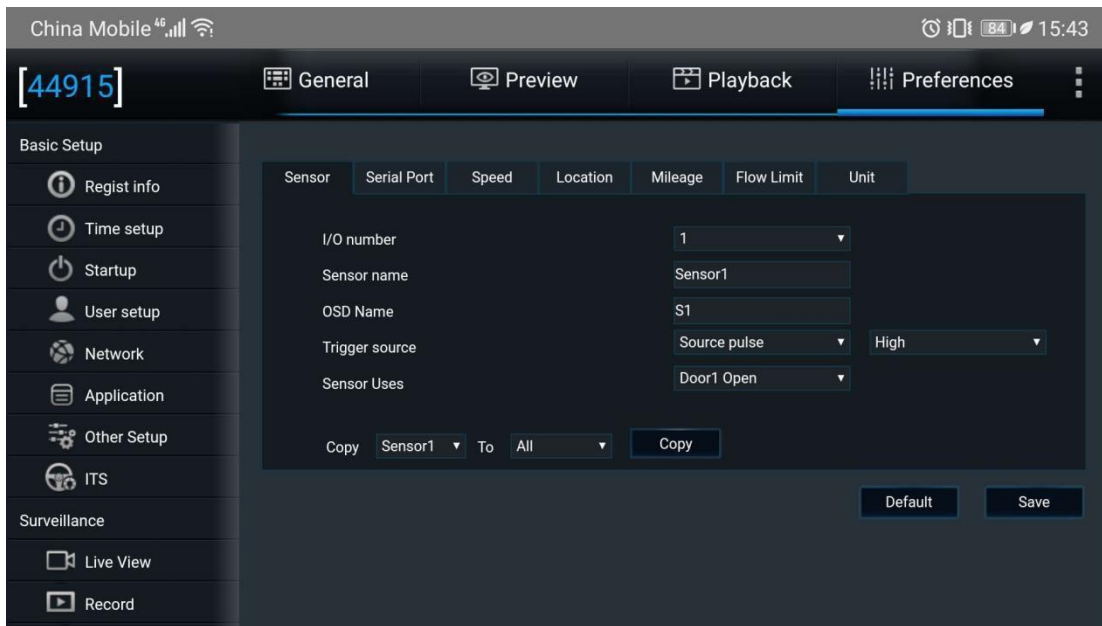 China Mobile 4G 84 15:43
[44915] General Preview Playback Preferences
Basic Setup
Regist info
Time setup
Startup
User setup
Network
Application
Other Setup
ITS
Surveillance
Live View
Record
Sensor Serial Port Speed Location Mileage Flow Limit Unit
I/O number 1
Sensor name Sensor1
OSD Name S1
Trigger source Source pulse High
Sensor Uses Door1 Open
Copy Sensor1 To All Copy
Default Save